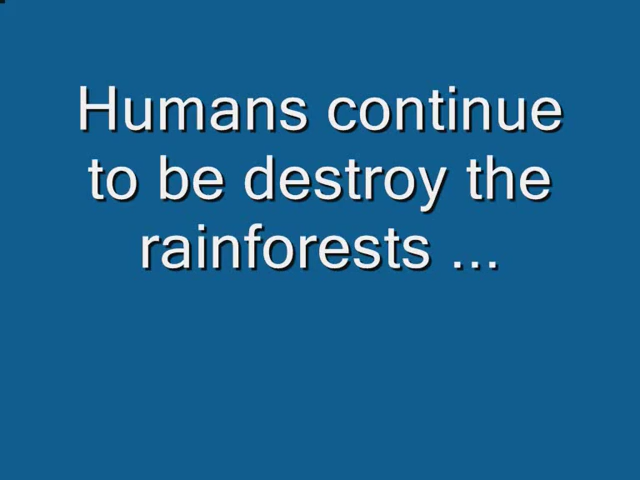 Humans continue
to be destroy the
rainforests ...